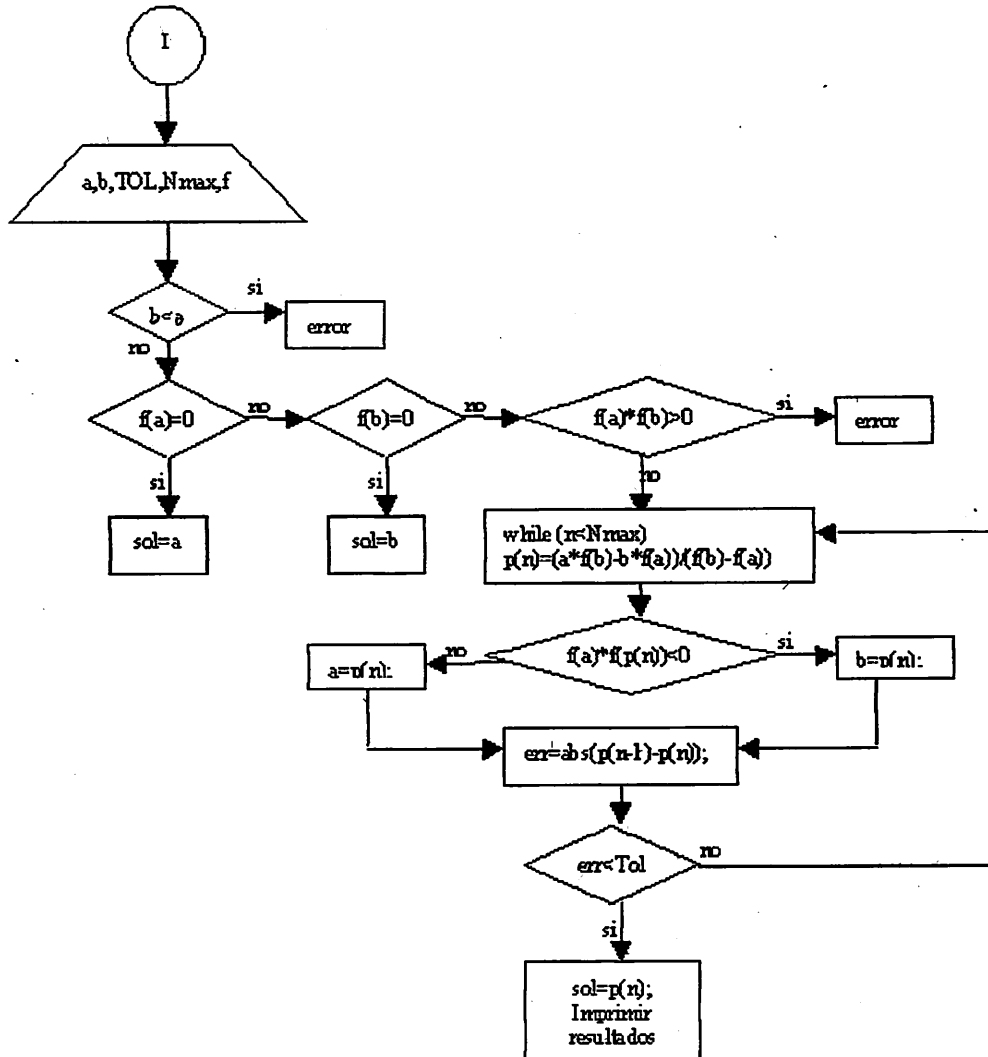 I
a,b,TOL,Nmax,f
b<a
si
error
no
f(a)=0
no
f(b)=0
no
f(a)*f(b)>0
si
error
si
si
no
sol=a
sol=b
while (n<Nmax)
p(n)=(a*f(b)-b*f(a))/(f(b)-f(a))
f(a)*f(p(n))<0
no
si
a=p(n);
b=p(n);
err=abs(p(n-1)-p(n));
err<Tol
no
si
sol=p(n);
Imprimir
resultados